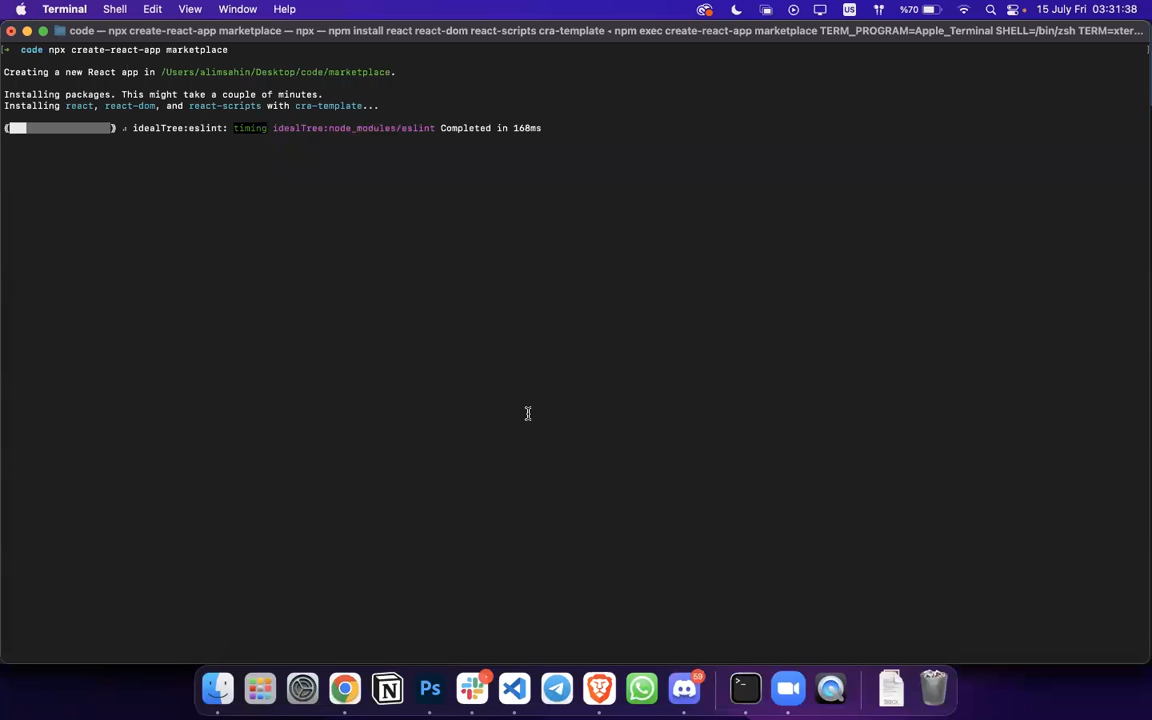 Terminal Shell Edit View Window Help US %70 15 July Fri 03:31:38
code — npx create-react-app marketplace — npx — npm install react react-dom react-scripts cra-template ◂ npm exec create-react-app marketplace TERM_PROGRAM=Apple_Terminal SHELL=/bin/zsh TERM=xter...
[→ code npx create-react-app marketplace ]
Creating a new React app in /Users/alimsahin/Desktop/code/marketplace.
Installing packages. This might take a couple of minutes.
Installing react, react-dom, and react-scripts with cra-template...
idealTree:eslint: timing idealTree:node_modules/eslint Completed in 168ms
Ps 59